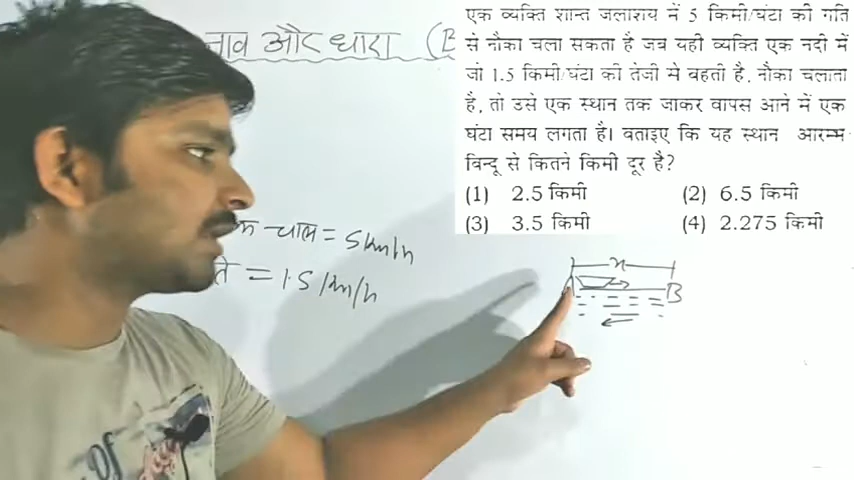 नाव और धारा (B
एक व्यक्ति शान्त जलाशय में 5 किमी/घंटा की गति
से नौका चला सकता है जब यही व्यक्ति एक नदी में
जो 1.5 किमी/घंटा की तेजी से बहती है, नौका चलाता
है, तो उसे एक स्थान तक जाकर वापस आने में एक
घंटा समय लगता है। बताइए कि यह स्थान आरम्भ
विन्दू से कितने किमी दूर है?
(1) 2.5 किमी (2) 6.5 किमी
(3) 3.5 किमी (4) 2.275 किमी
चाल = 5 km/h
= 1.5 km/h
x
B